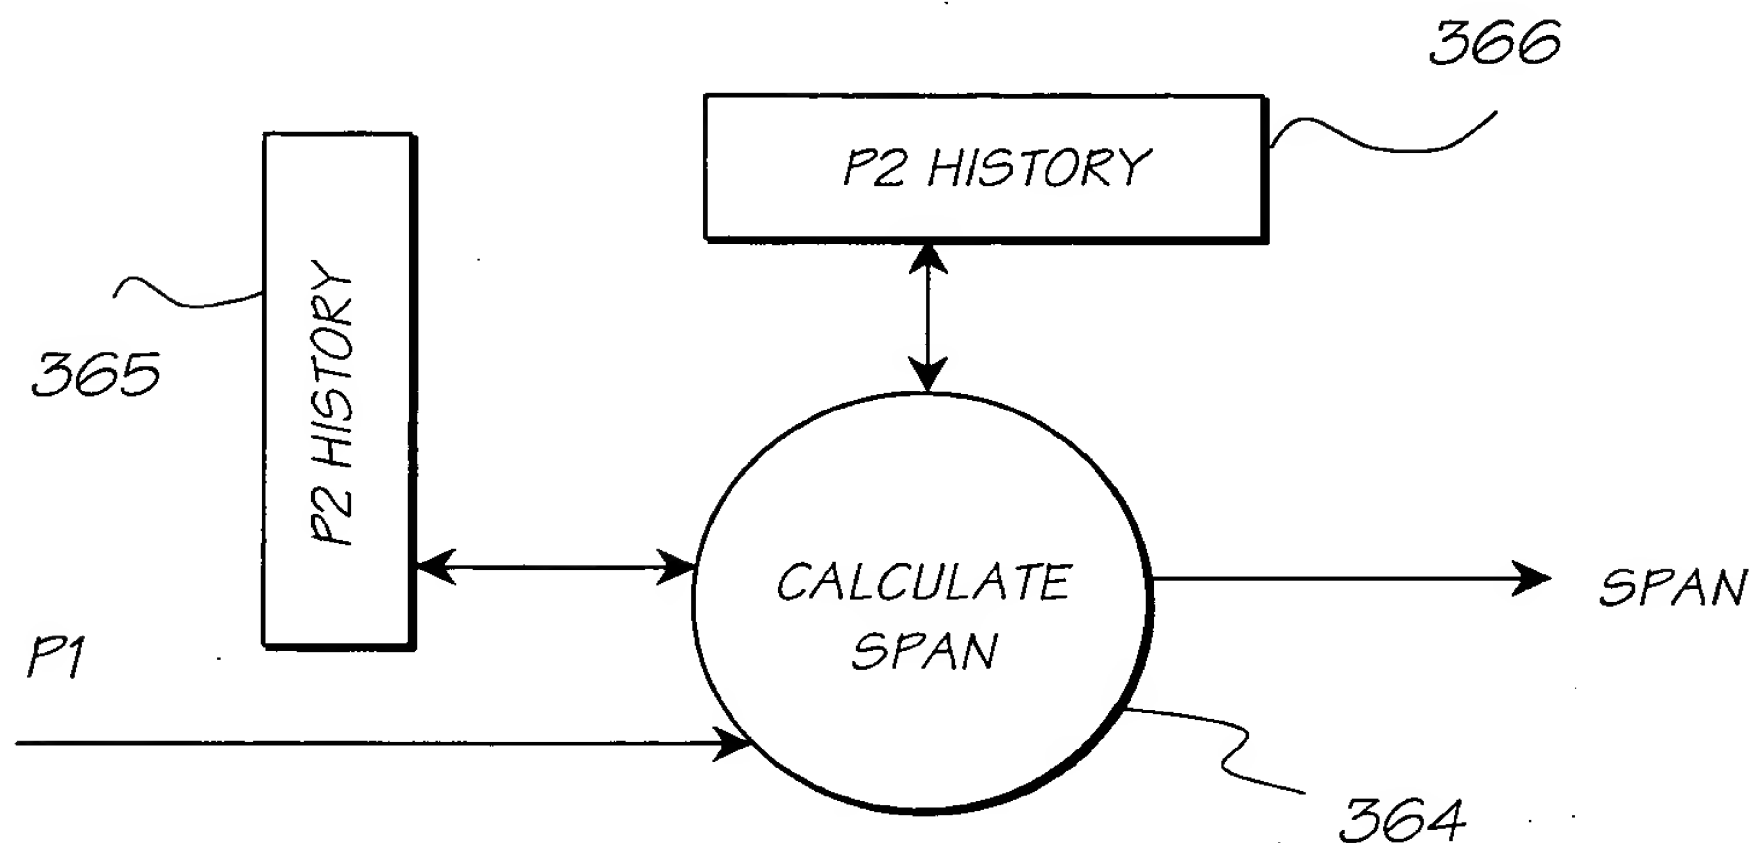 366
P2 HISTORY
365
P2 HISTORY
CALCULATE
SPAN
SPAN
P1
364